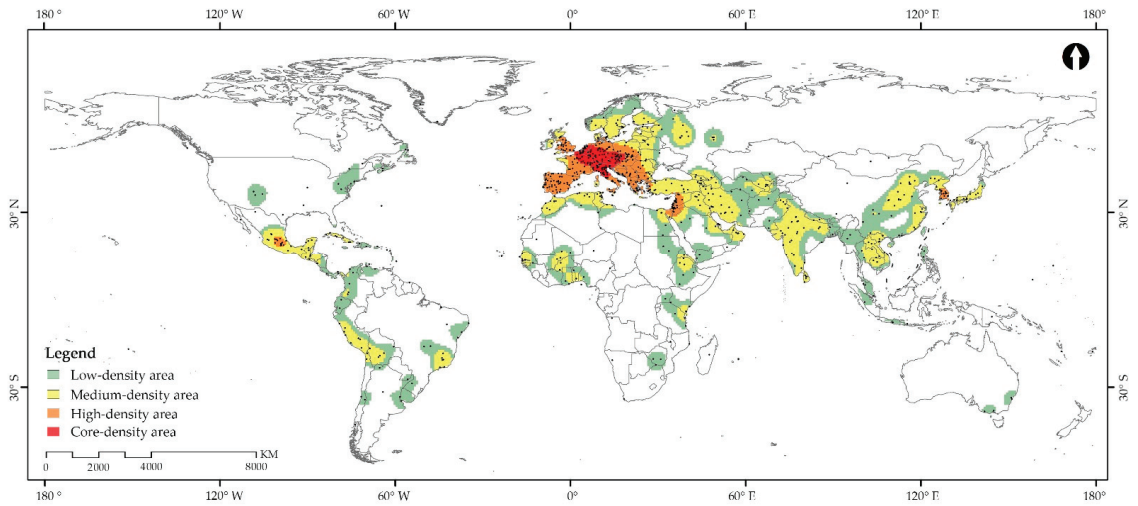 180 °
120° W
60° W
0°
60° E
120° E
180°
30° N
30° N
30° S
30° S
Legend
Low-density area
Medium-density area
High-density area
Core-density area
KM
0
2000
4000
8000
180 °
120° W
60° W
0°
60° E
120° E
180°